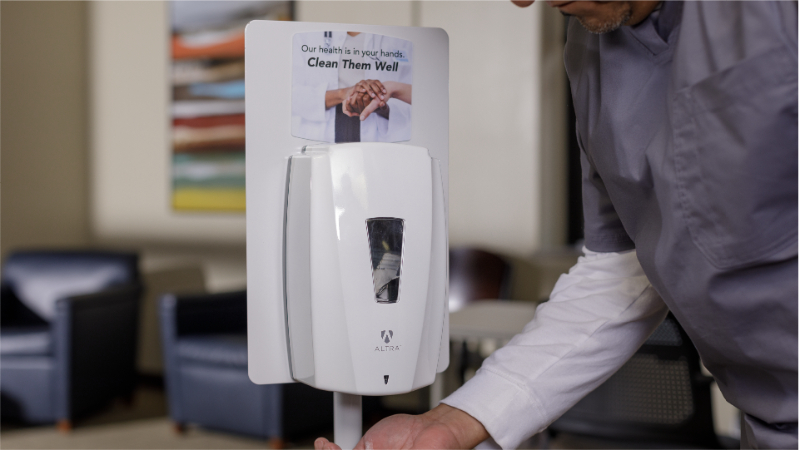 Our health is in your hands.
Clean Them Well
ALTRA